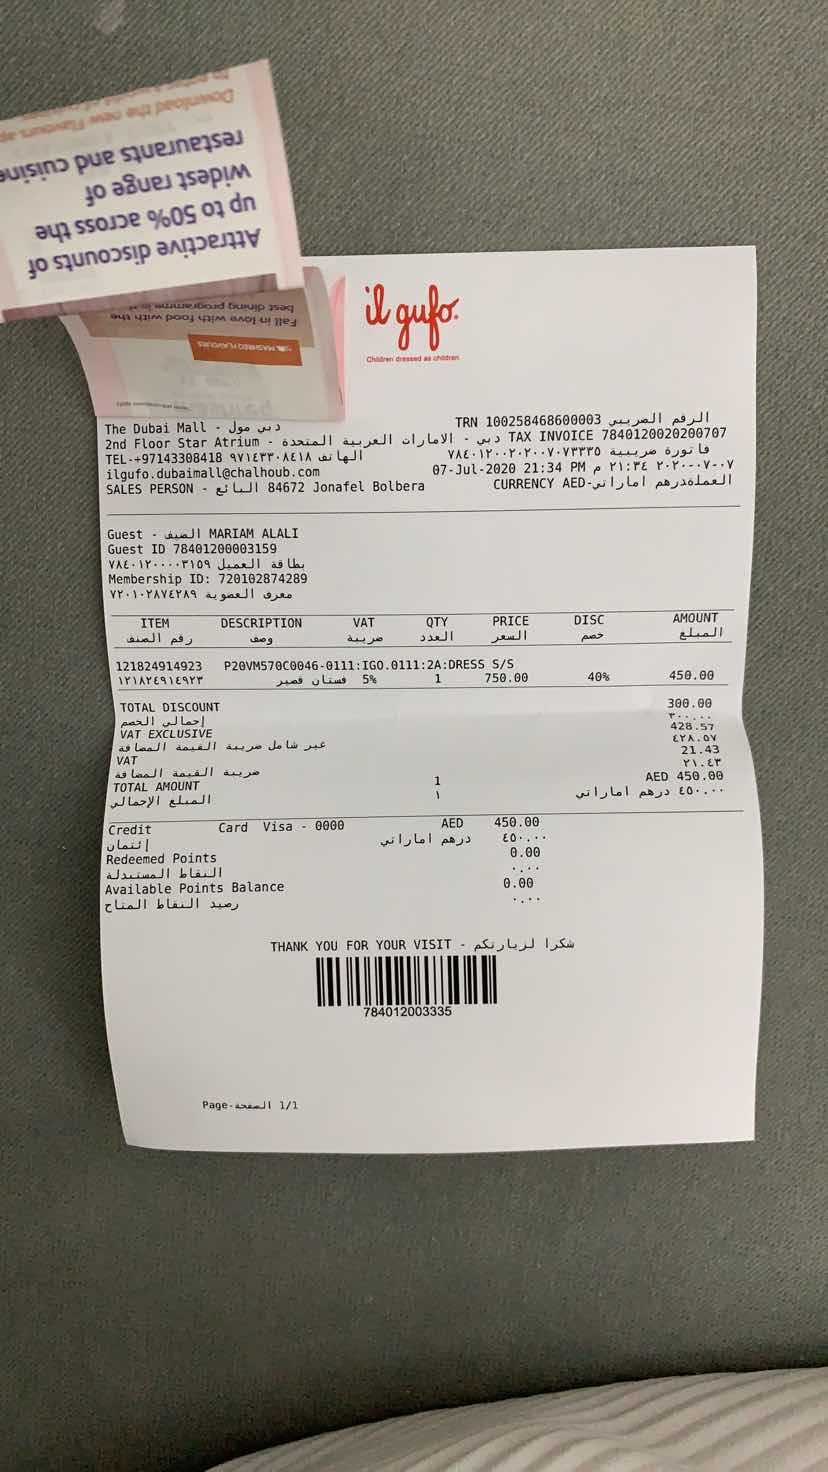 Download the new Flavours
restaurants and
widest range of
up to 50% across the
Attractive discounts of
best dining programme
Fall in love with food with the
MASHREQ FLAVOURS
il gufo.
Children dressed as children
The Dubai Mall - دبي مول
TRN 100258468600003 الرقم الضريبي
2nd Floor Star Atrium - دبي - الامارات العربية المتحدة
TAX INVOICE 7840120020200707
TEL-+97143308418 الهاتف ٩٧١٤٣٣٠٨٤١٨
فاتورة ضريبية ٧٨٤٠١٢٠٠٢٠٢٠٠٧٠٧٣٣٣٥
ilgufo.dubaimall@chalhoub.com
07-Jul-2020 21:34 PM ٢٠٢٠-٠٧-٠٧ ٢١:٣٤ م
SALES PERSON - البائع 84672 Jonafel Bolbera
CURRENCY AED-العملةدرهم اماراتي
Guest - الضيف MARIAM ALALI
Guest ID 78401200003159
بطاقة العميل ٧٨٤٠١٢٠٠٠٠٣١٥٩
Membership ID: 720102874289
معرف العضوية ٧٢٠١٠٢٨٧٤٢٨٩
ITEM DESCRIPTION VAT QTY PRICE DISC AMOUNT
رقم الصنف وصف ضريبة العدد السعر خصم المبلغ
121824914923 P20VM570C0046-0111:IGO.0111:2A:DRESS S/S
١٢١٨٢٤٩١٤٩٢٣ فستان قصير 5% 1 750.00 40% 450.00
TOTAL DISCOUNT 300.00
إجمالي الخصم ٣٠٠.٠٠
VAT EXCLUSIVE 428.57
غير شامل ضريبة القيمة المضافة ٤٢٨.٥٧
VAT 21.43
ضريبة القيمة المضافة ٢١.٤٣
TOTAL AMOUNT 1 AED 450.00
المبلغ الإجمالي ١ ٤٥٠.٠٠ درهم اماراتي
Credit Card Visa - 0000 AED 450.00
إئتمان درهم اماراتي ٤٥٠.٠٠
Redeemed Points 0.00
النقاط المستبدلة ٠.٠٠
Available Points Balance 0.00
رصيد النقاط المتاح ٠.٠٠
THANK YOU FOR YOUR VISIT - شكرا لزيارتكم
784012003335
Page-الصفحة 1/1